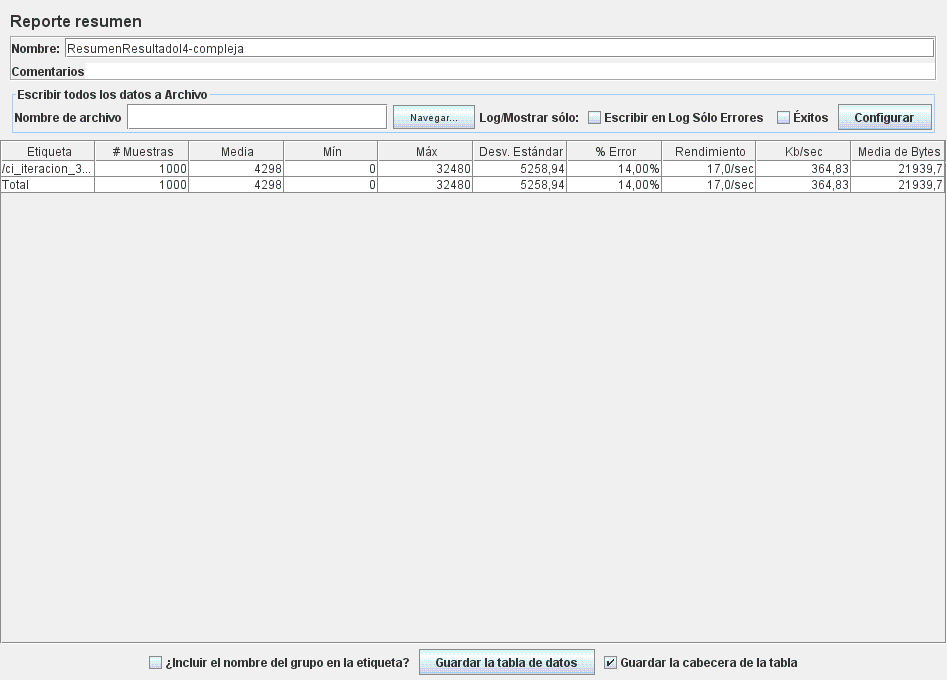 Reporte resumen
Nombre: ResumenResultadoI4-compleja
Comentarios
Escribir todos los datos a Archivo
Nombre de archivo Navegar... Log/Mostrar sólo: Escribir en Log Sólo Errores Éxitos Configurar
Etiqueta # Muestras Media Mín Máx Desv. Estándar % Error Rendimiento Kb/sec Media de Bytes
/ci_iteracion_3... 1000 4298 0 32480 5258,94 14,00% 17,0/sec 364,83 21939,7
Total 1000 4298 0 32480 5258,94 14,00% 17,0/sec 364,83 21939,7
¿Incluir el nombre del grupo en la etiqueta? Guardar la tabla de datos Guardar la cabecera de la tabla